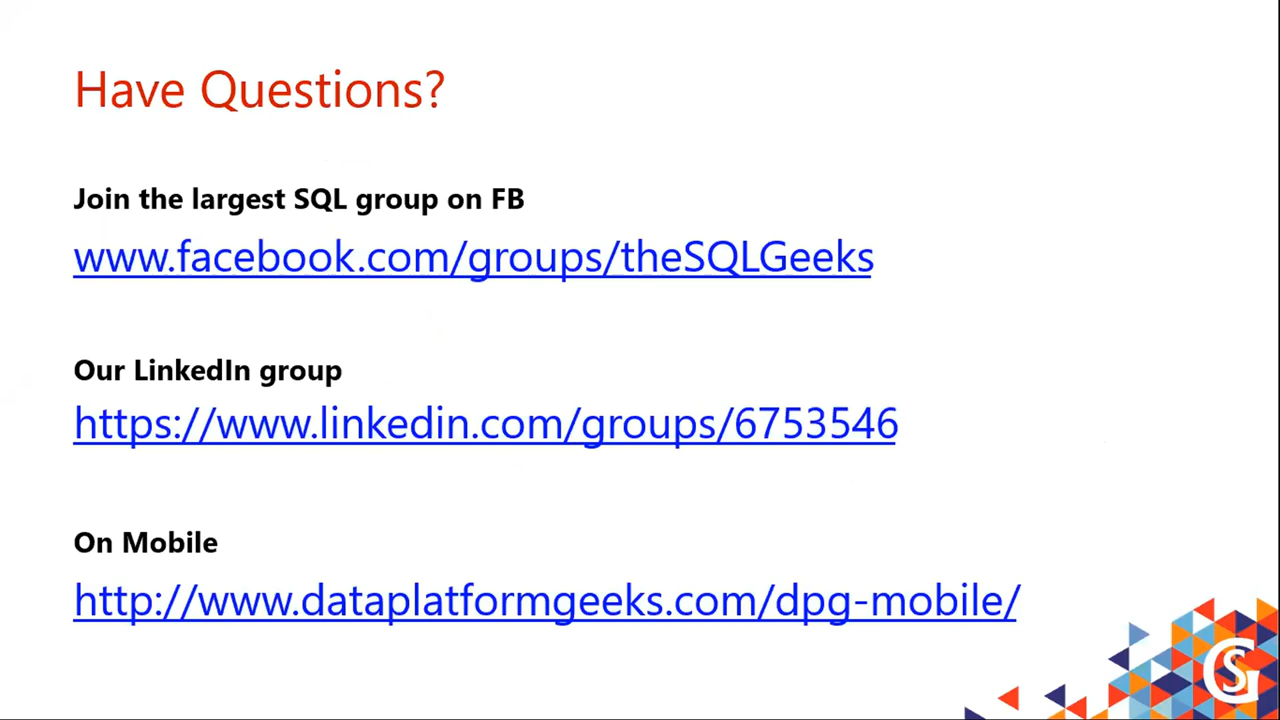 Have Questions?
Join the largest SQL group on FB
www.facebook.com/groups/theSQLGeeks
Our LinkedIn group
https://www.linkedin.com/groups/6753546
On Mobile
http://www.dataplatformgeeks.com/dpg-mobile/
SG